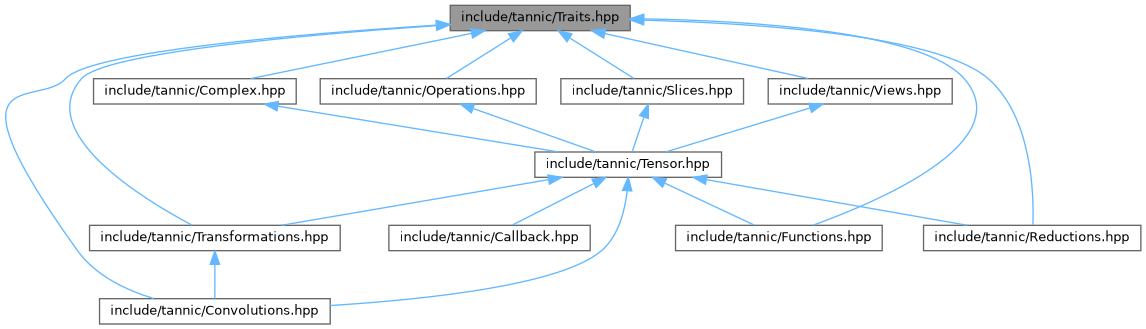 include/tannic/Traits.hpp
include/tannic/Complex.hpp
include/tannic/Operations.hpp
include/tannic/Slices.hpp
include/tannic/Views.hpp
include/tannic/Tensor.hpp
include/tannic/Transformations.hpp
include/tannic/Callback.hpp
include/tannic/Functions.hpp
include/tannic/Reductions.hpp
include/tannic/Convolutions.hpp